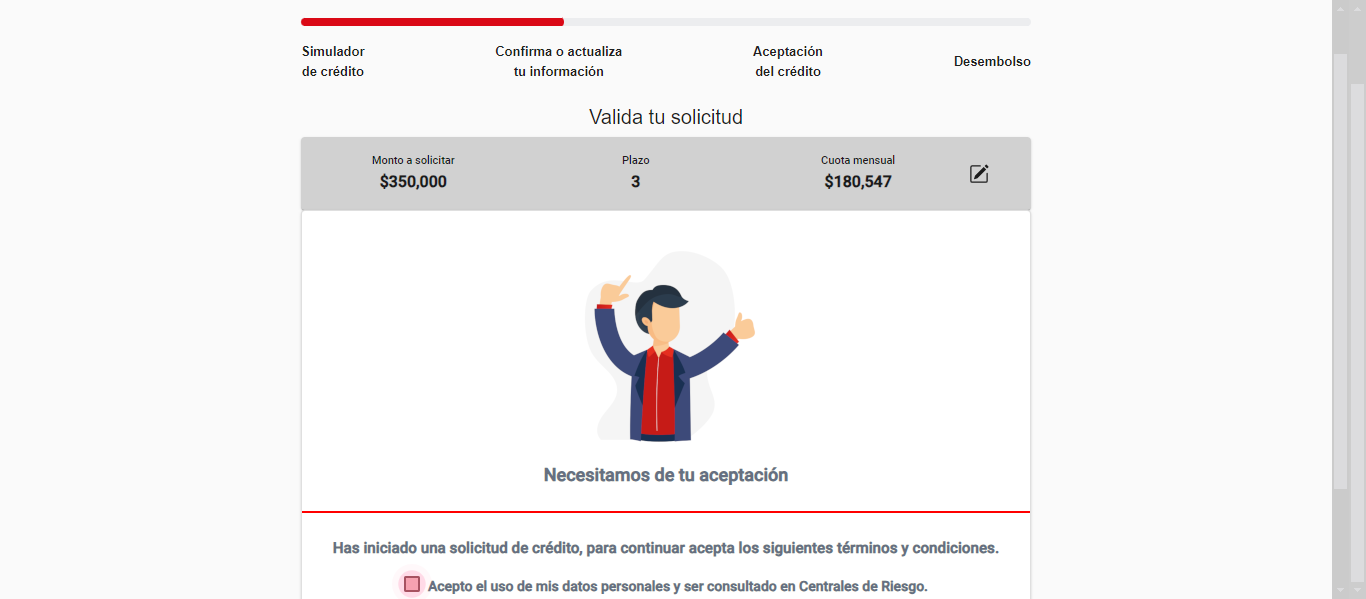 Simulador
de crédito
Confirma o actualiza
tu información
Aceptación
del crédito
Desembolso
Valida tu solicitud
Monto a solicitar
$350,000
Plazo
3
Cuota mensual
$180,547
Necesitamos de tu aceptación
Has iniciado una solicitud de crédito, para continuar acepta los siguientes términos y condiciones.
Acepto el uso de mis datos personales y ser consultado en Centrales de Riesgo.